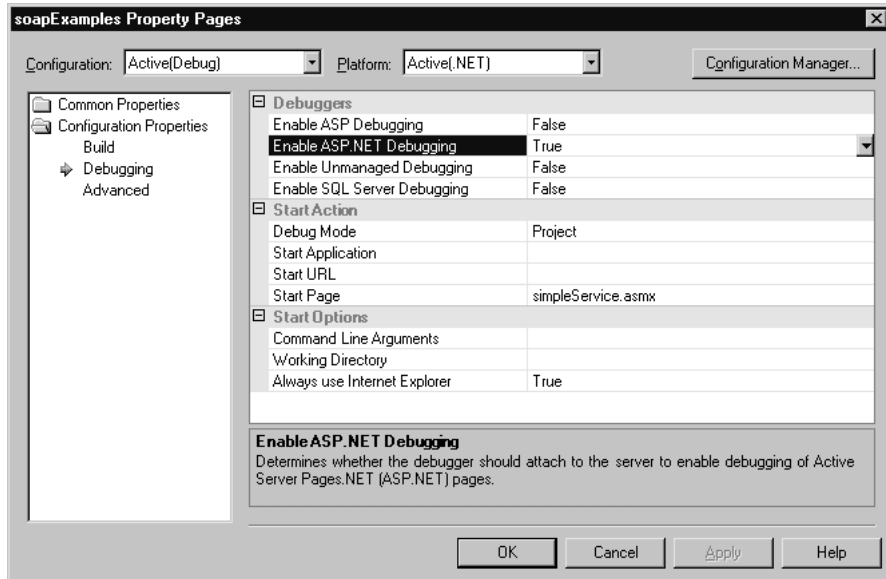 soapExamples Property Pages
Configuration: Active(Debug) Platform: Active(.NET) Configuration Manager...
Common Properties
Configuration Properties
Build
Debugging
Advanced
Debuggers
Enable ASP Debugging False
Enable ASP.NET Debugging True
Enable Unmanaged Debugging False
Enable SQL Server Debugging False
Start Action
Debug Mode Project
Start Application
Start URL
Start Page simpleService.asmx
Start Options
Command Line Arguments
Working Directory
Always use Internet Explorer True
Enable ASP.NET Debugging
Determines whether the debugger should attach to the server to enable debugging of Active
Server Pages.NET (ASP.NET) pages.
OK Cancel Apply Help